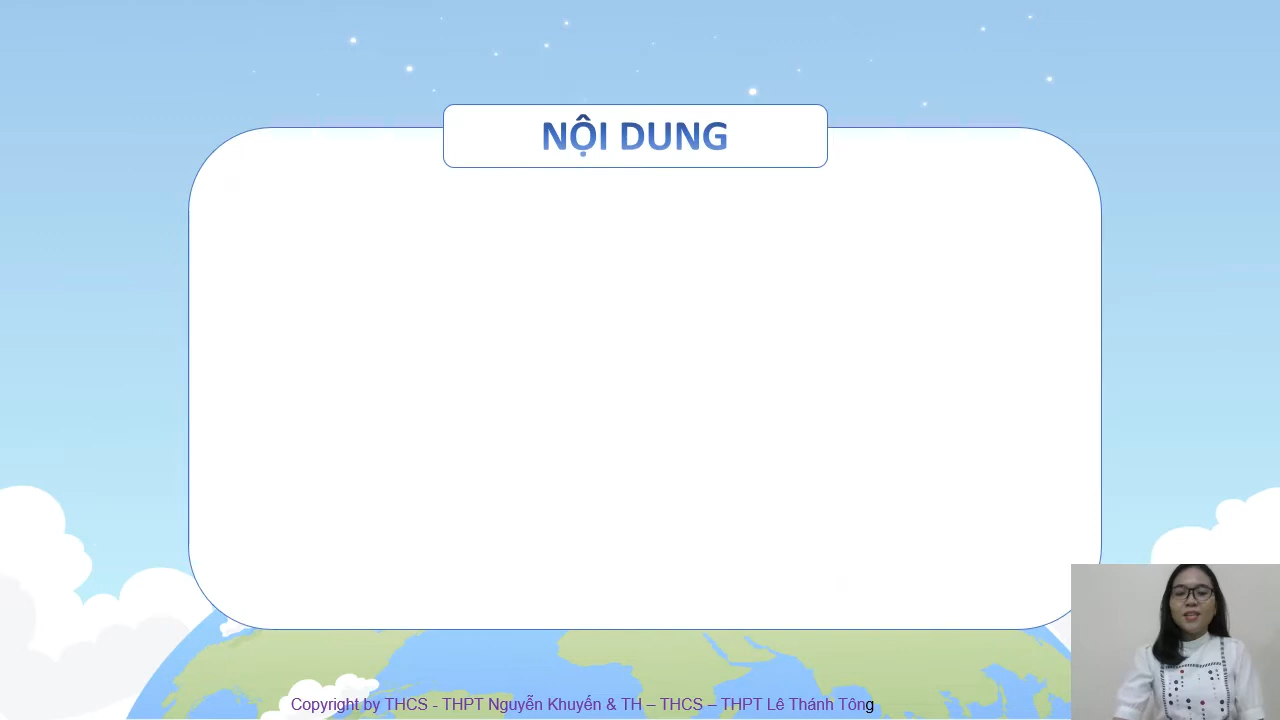 NỘI DUNG
Copyright by THCS - THPT Nguyễn Khuyến & TH – THCS – THPT Lê Thánh Tông